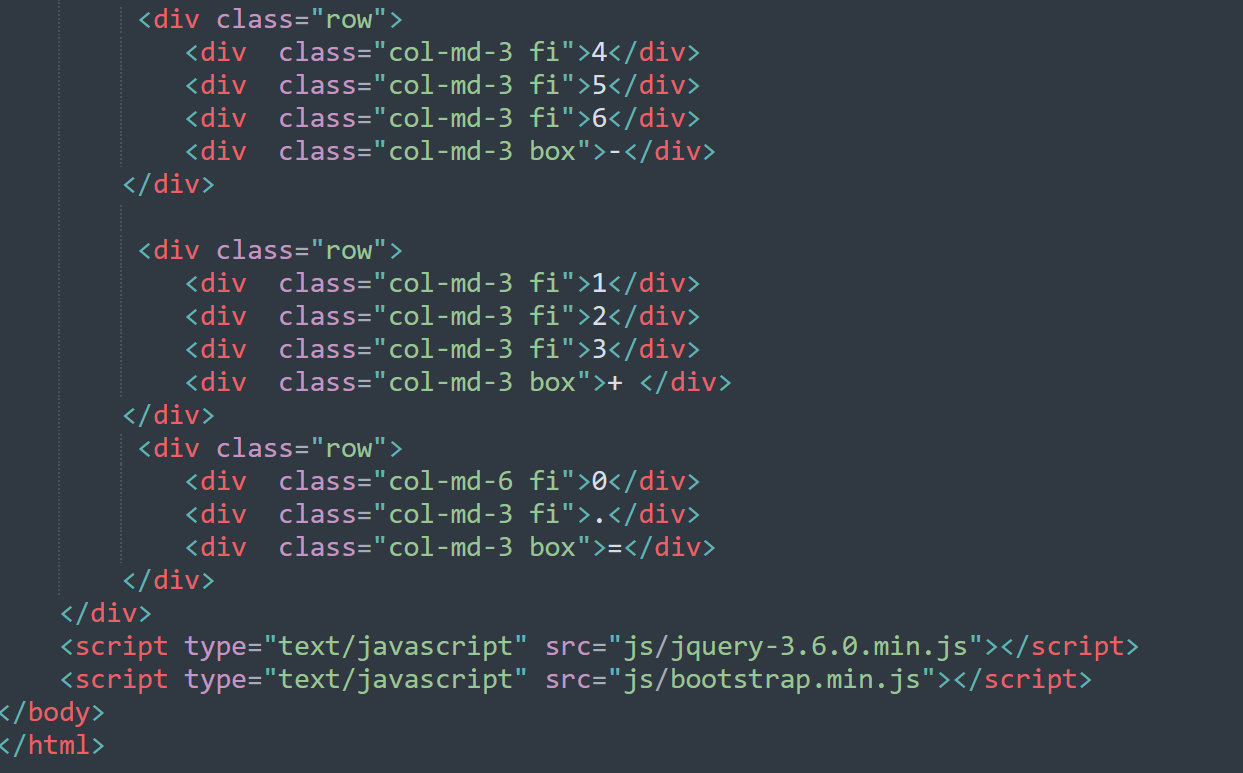 <div class="row">
<div  class="col-md-3 fi">4</div>
<div  class="col-md-3 fi">5</div>
<div  class="col-md-3 fi">6</div>
<div  class="col-md-3 box">-</div>
</div>
<div class="row">
<div  class="col-md-3 fi">1</div>
<div  class="col-md-3 fi">2</div>
<div  class="col-md-3 fi">3</div>
<div  class="col-md-3 box">+ </div>
</div>
<div class="row">
<div  class="col-md-6 fi">0</div>
<div  class="col-md-3 fi">.</div>
<div  class="col-md-3 box">=</div>
</div>
</div>
<script type="text/javascript" src="js/jquery-3.6.0.min.js"></script>
<script type="text/javascript" src="js/bootstrap.min.js"></script>
</body>
</html>